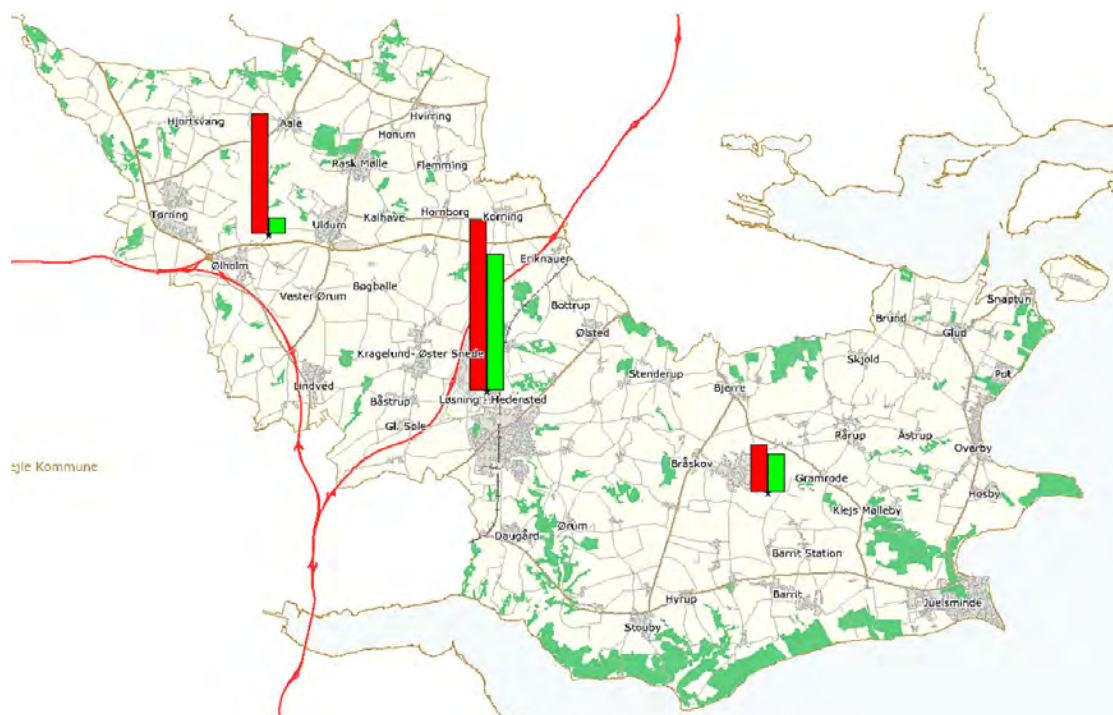 Hjortsvang
Aale
Hvirring
Honum
Rask Mølle
Flemming
Tørring
Uldum
Kalhave
Hornborg
Korning
Ølholm
Eriknauer
Vester Ørum
Bøgballe
Bottrup
Ølsted
Snaptun
Brund
Glud
Kragelund- Øster Snede
Skjold
Stenderup
Pot
Lindved
Bjerre
Båstrup
Løsning - Hedensted
Gl. Sole
Rårup
Åstrup
Overby
ejle Kommune
Bråskov
Gramrode
Hosby
Klejs Mølleby
Daugård
Ørum
Barrit Station
Hyrup
Barrit
Juelsminde
Stouby